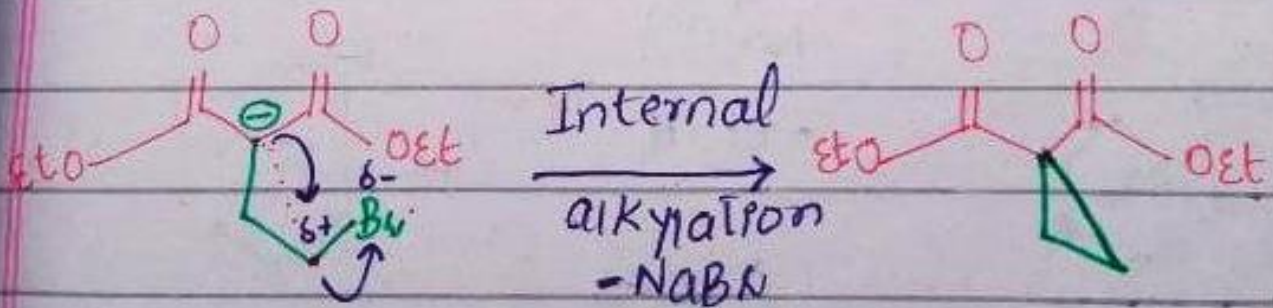 O O O O
⊖
EtO OEt Internal EtO OEt
δ-
δ+ Br alkylation
-NaBr